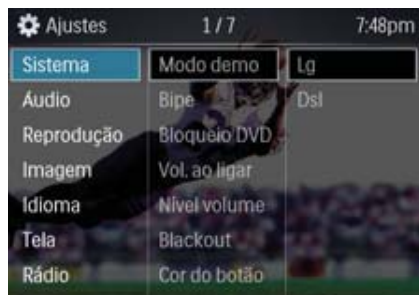 Ajustes 1/7 7:48pm
Sistema Modo demo Lg
Áudio Bipe Dsl
Reprodução Bloqueio DVD
Imagem Vol. ao ligar
Idioma Nível volume
Tela Blackout
Rádio Cor do botão